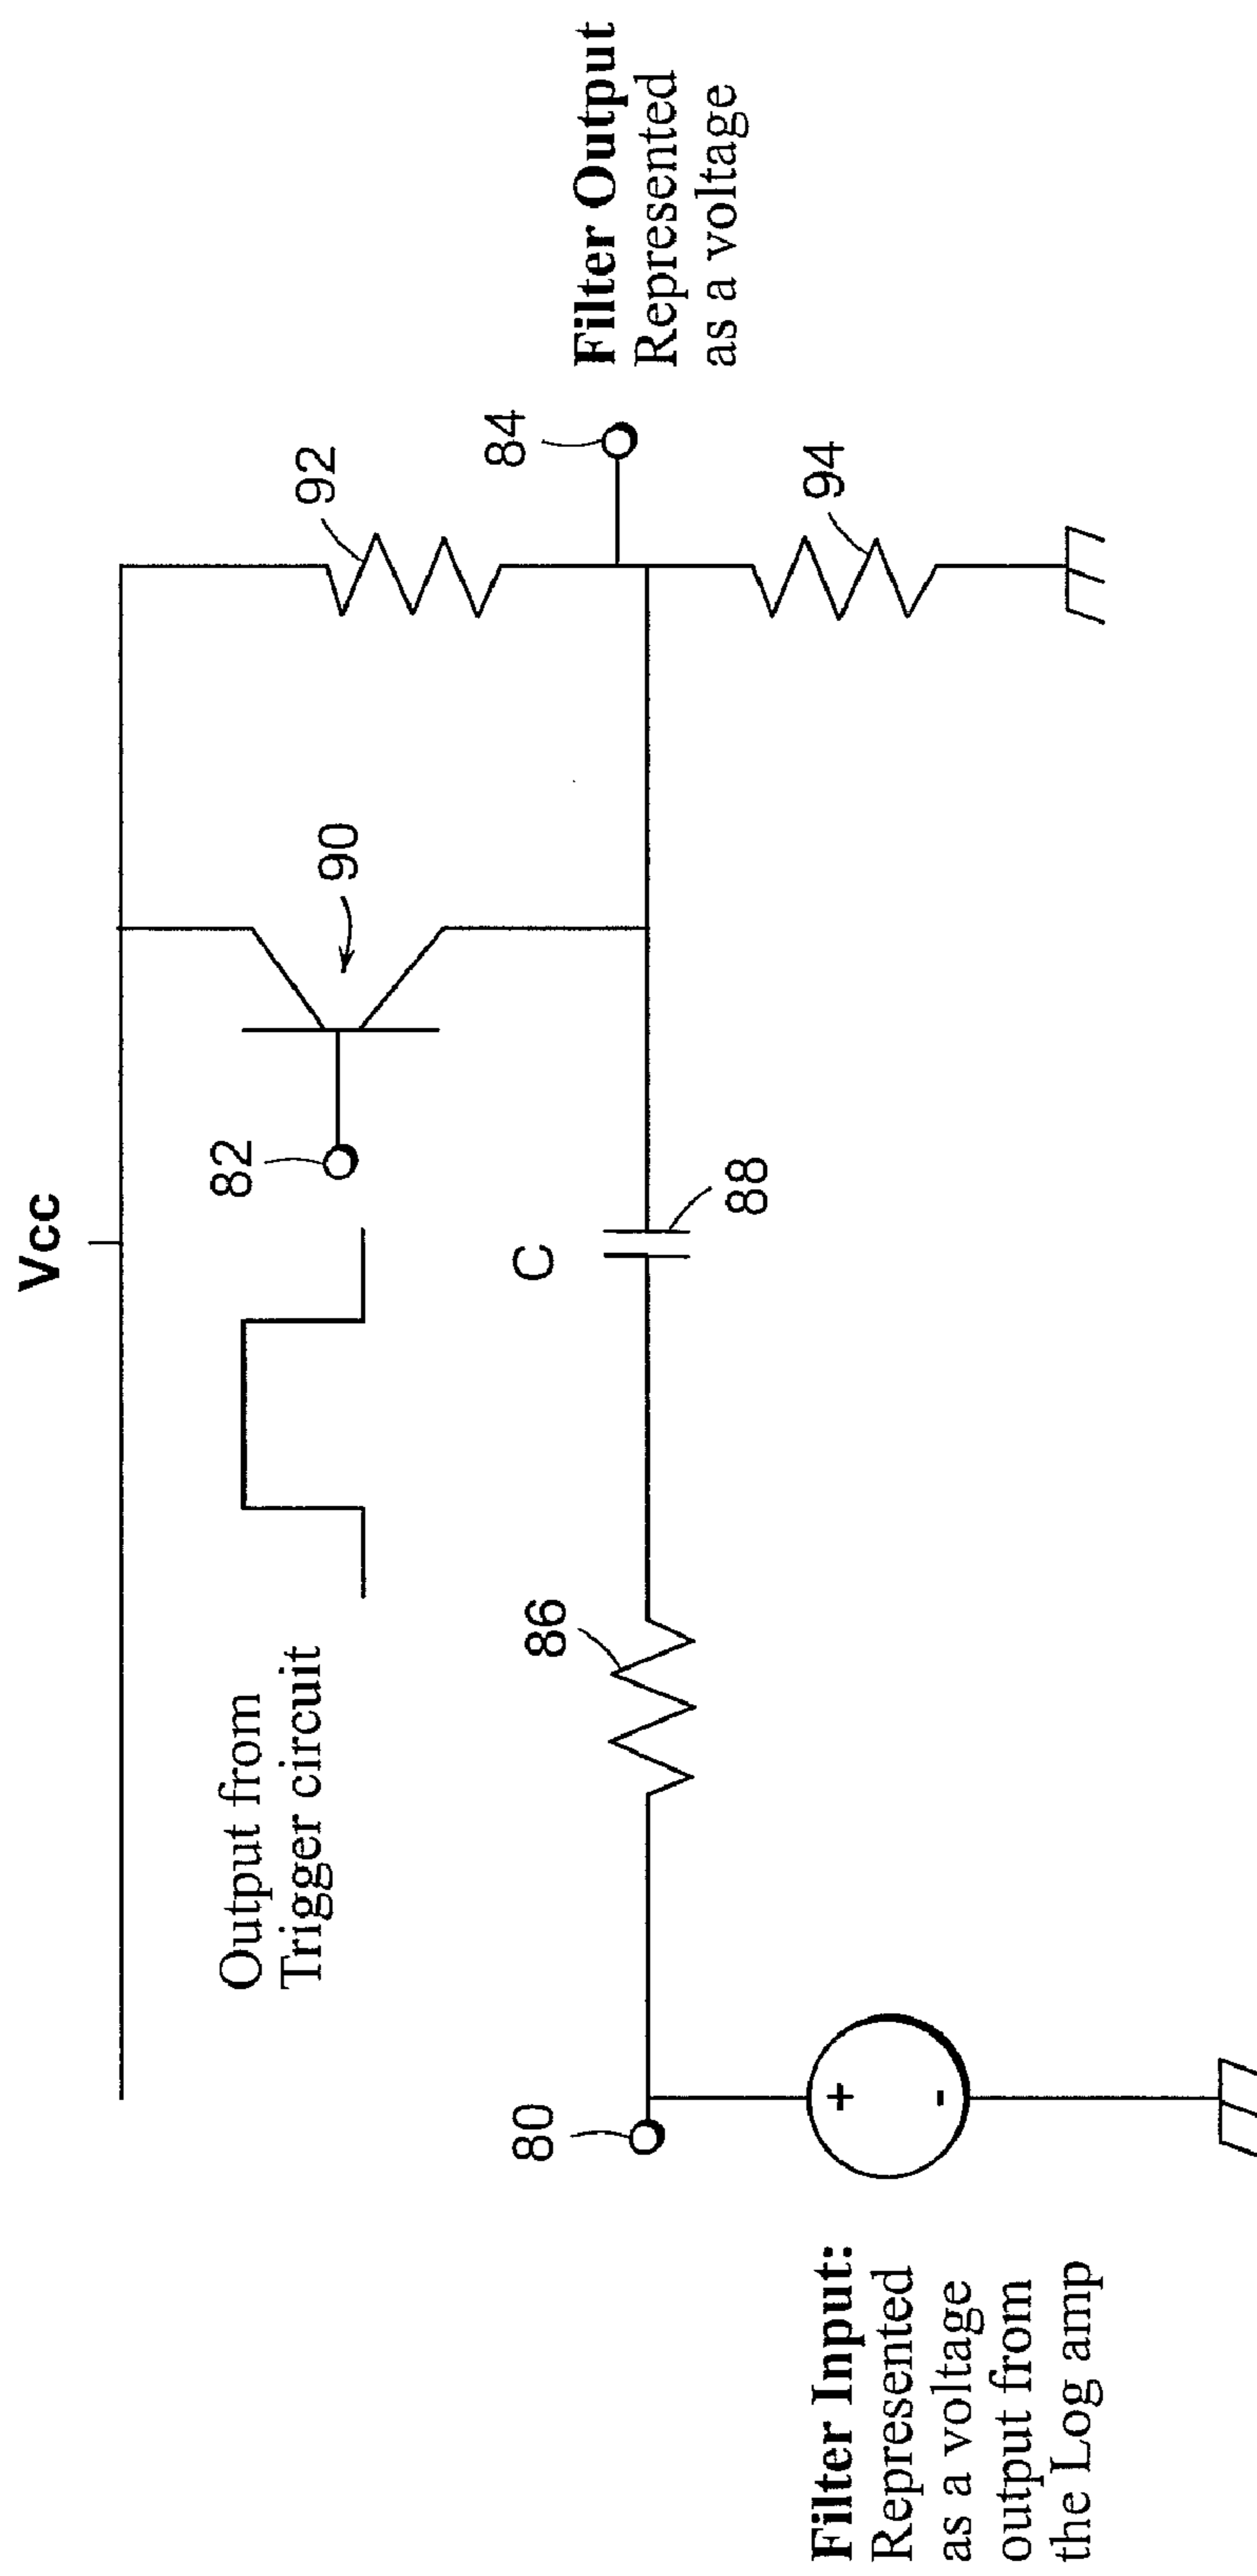 Vcc
Output from
Trigger circuit
82
90
92
84
Filter Output
Represented
as a voltage
86
C
88
94
80
Filter Input:
Represented
as a voltage
output from
the Log amp
+
-